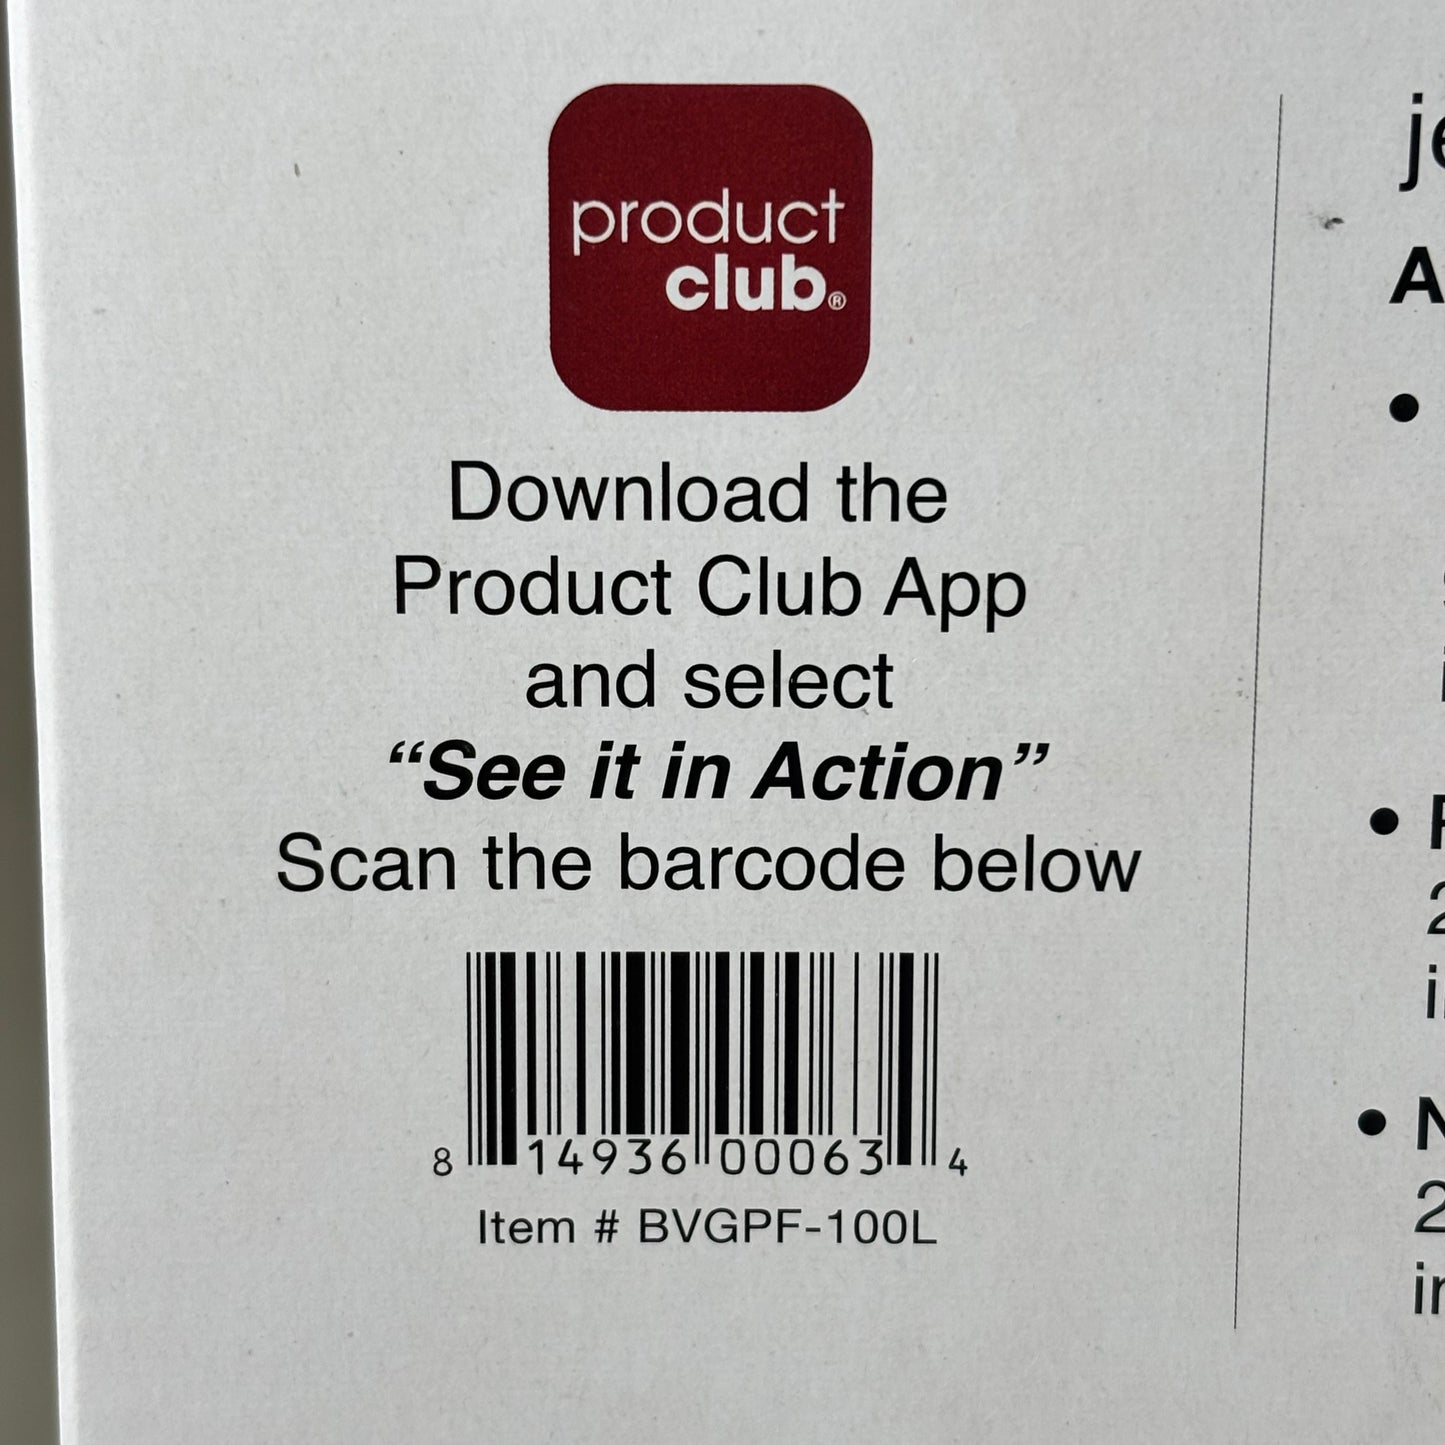 product
club®
Download the
Product Club App
and select
“See it in Action”
Scan the barcode below
8 14936 00063 4
Item # BVGPF-100L